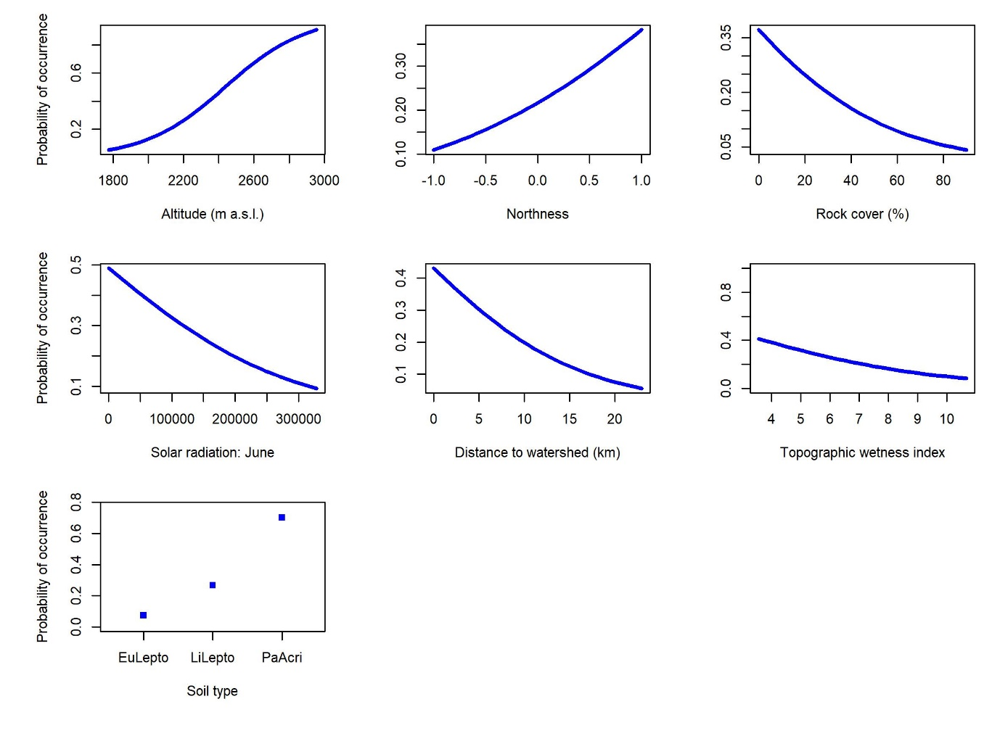 Probability of occurrence
0.2
0.6
1800 2200 2600 3000
Altitude (m a.s.l.)
0.10
0.20
0.30
-1.0 -0.5 0.0 0.5 1.0
Northness
0.05
0.20
0.35
0 20 40 60 80
Rock cover (%)
Probability of occurrence
0.1
0.3
0.5
0 100000 200000 300000
Solar radiation: June
0.1
0.2
0.3
0.4
0 5 10 15 20
Distance to watershed (km)
0.0
0.4
0.8
4 5 6 7 8 9 10
Topographic wetness index
Probability of occurrence
0.0
0.2
0.4
0.6
0.8
EuLepto LiLepto PaAcri
Soil type